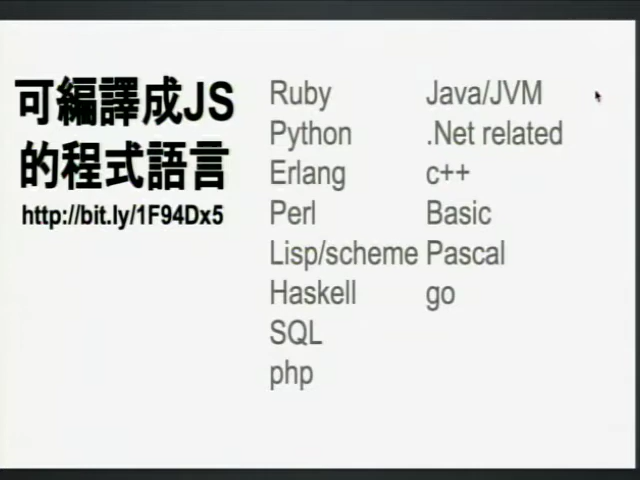 可編譯成JS
的程式語言
http://bit.ly/1F94Dx5
Ruby
Python
Erlang
Perl
Lisp/scheme
Haskell
SQL
php
Java/JVM
.Net related
c++
Basic
Pascal
go